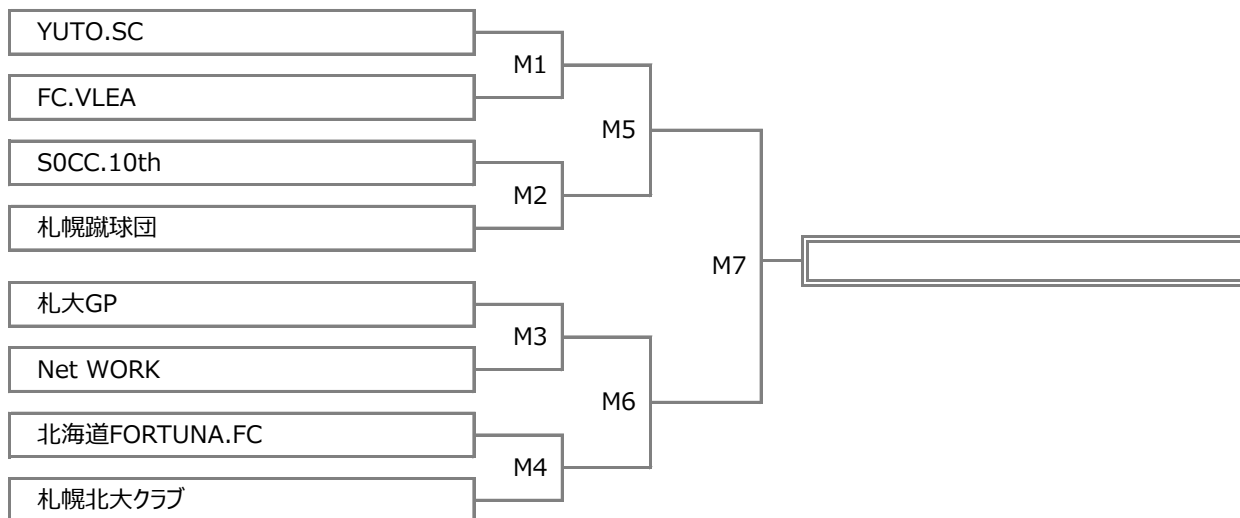 YUTO.SC
M1
FC.VLEA
M5
S0CC.10th
M2
札幌蹴球団
M7
札大GP
M3
Net WORK
M6
北海道FORTUNA.FC
M4
札幌北大クラブ